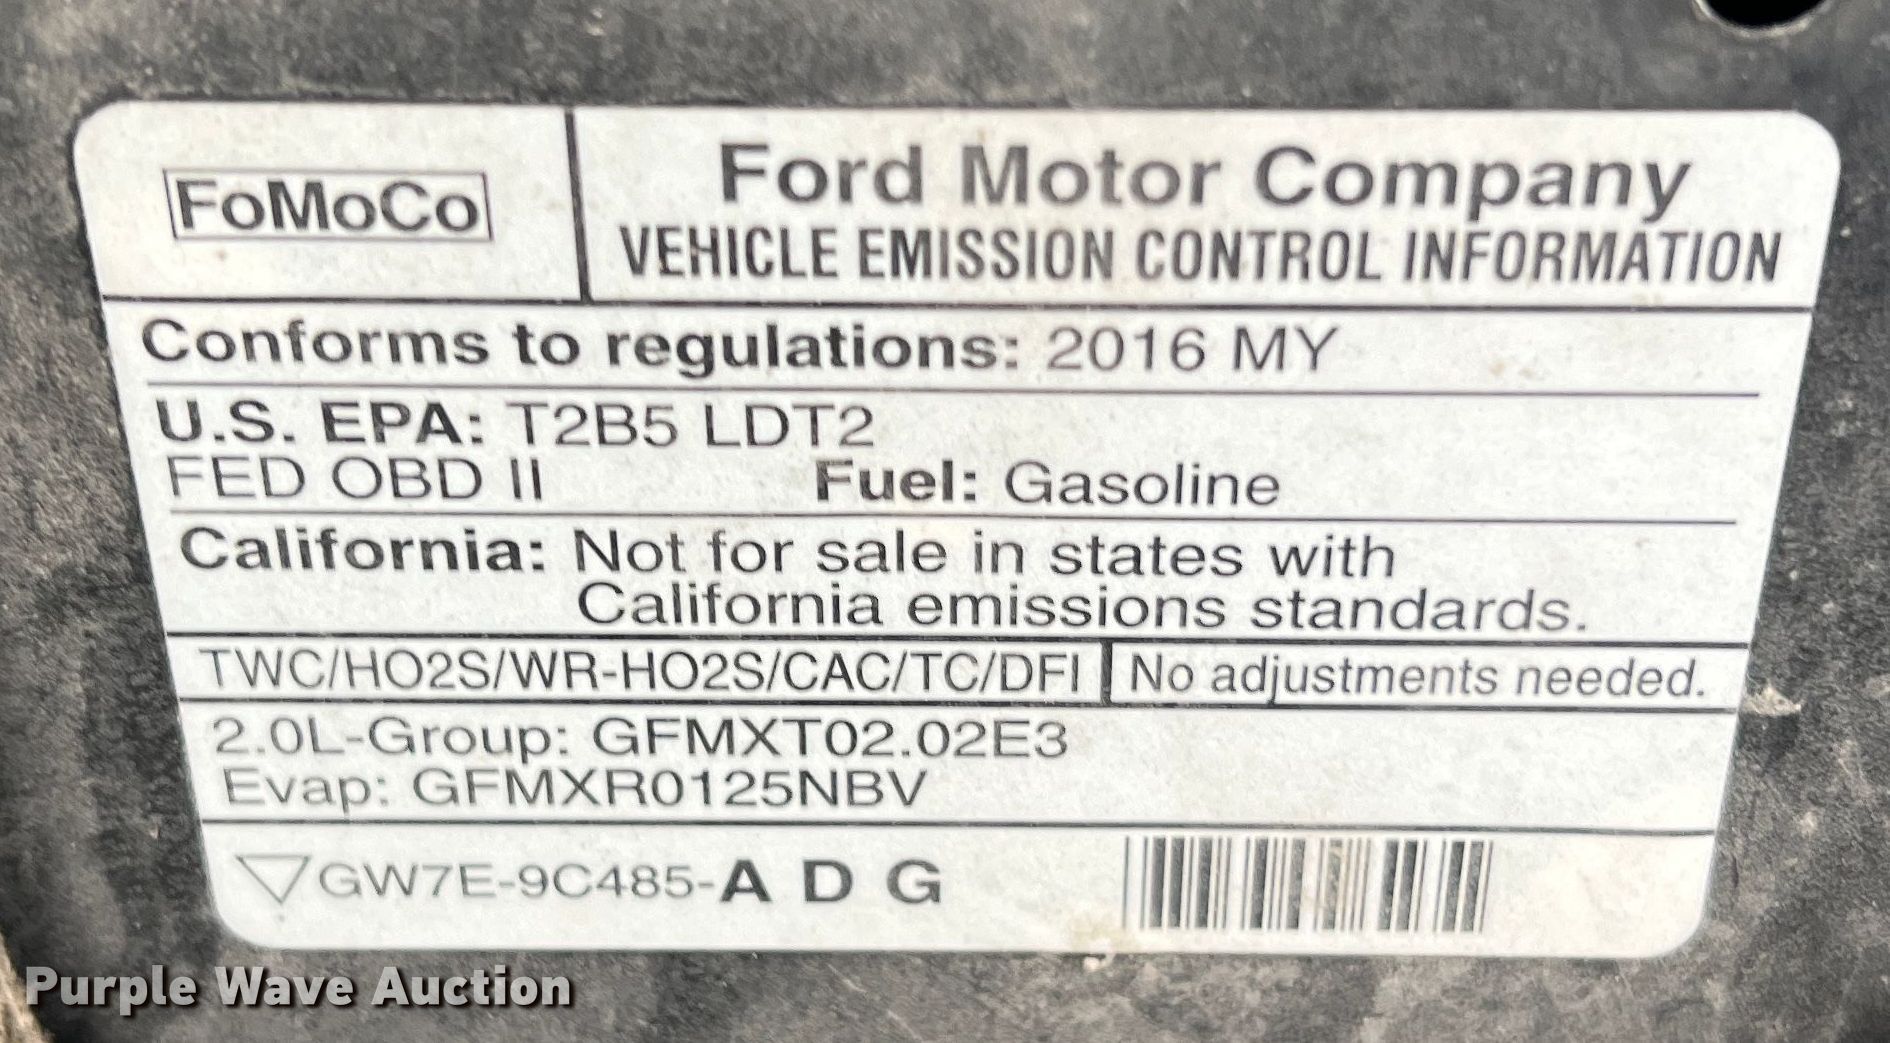 FoMoCo
Ford Motor Company
VEHICLE EMISSION CONTROL INFORMATION
Conforms to regulations: 2016 MY
U.S. EPA: T2B5 LDT2
FED OBD II Fuel: Gasoline
California: Not for sale in states with
California emissions standards.
TWC/HO2S/WR-HO2S/CAC/TC/DFI No adjustments needed.
2.0L-Group: GFMXT02.02E3
Evap: GFMXR0125NBV
GW7E-9C485-A D G
Purple Wave Auction